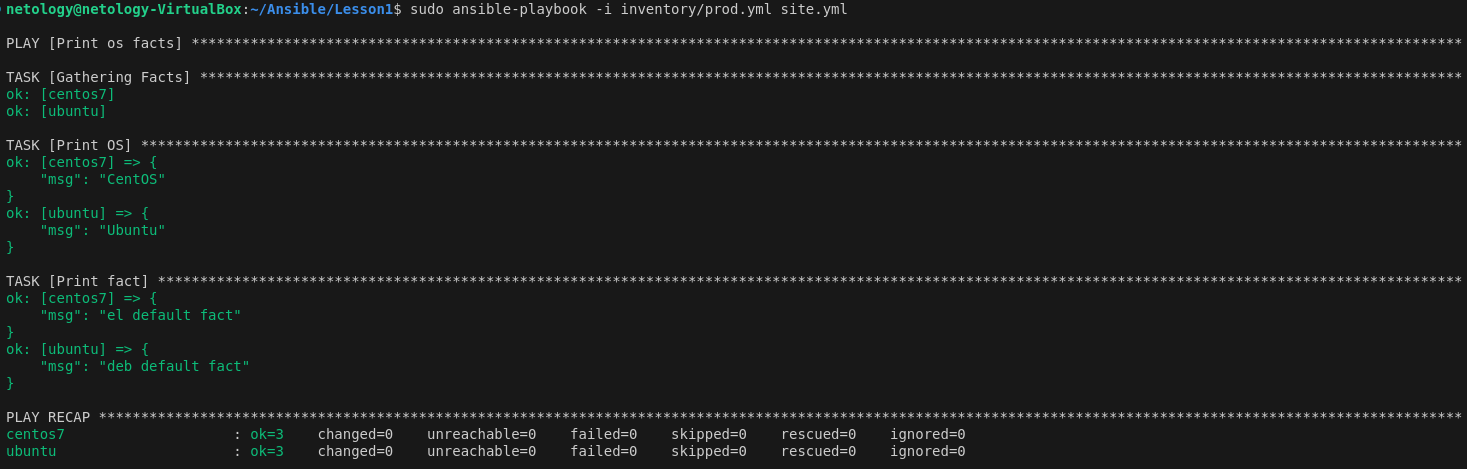 netology@netology-VirtualBox:~/Ansible/Lesson1$ sudo ansible-playbook -i inventory/prod.yml site.yml
PLAY [Print os facts] *******************************************************************************************************************************************************
TASK [Gathering Facts] ******************************************************************************************************************************************************
ok: [centos7]
ok: [ubuntu]
TASK [Print OS] *************************************************************************************************************************************************************
ok: [centos7] => {
    "msg": "CentOS"
}
ok: [ubuntu] => {
    "msg": "Ubuntu"
}
TASK [Print fact] ***********************************************************************************************************************************************************
ok: [centos7] => {
    "msg": "el default fact"
}
ok: [ubuntu] => {
    "msg": "deb default fact"
}
PLAY RECAP ******************************************************************************************************************************************************************
centos7                    : ok=3    changed=0    unreachable=0    failed=0    skipped=0    rescued=0    ignored=0
ubuntu                     : ok=3    changed=0    unreachable=0    failed=0    skipped=0    rescued=0    ignored=0